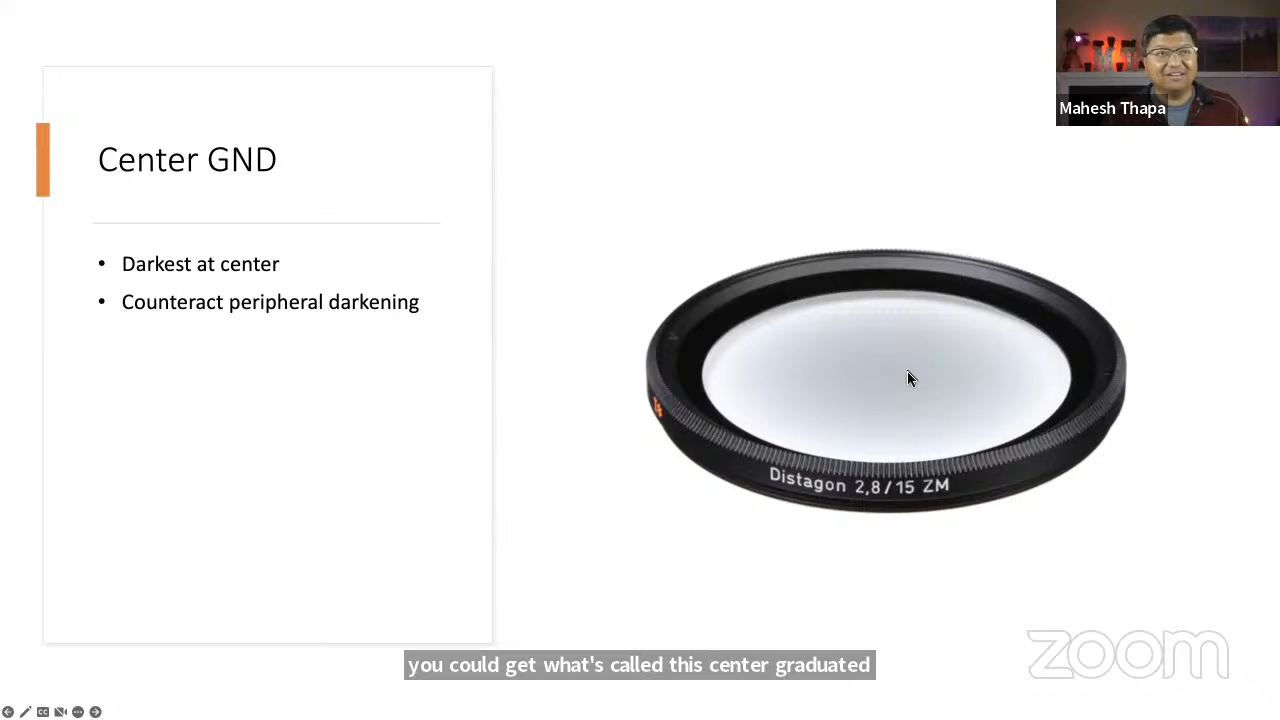 Mahesh Thapa
Center GND
• Darkest at center
• Counteract peripheral darkening
T*
Distagon 2,8/15 ZM
you could get what's called this center graduated
zoom
CC